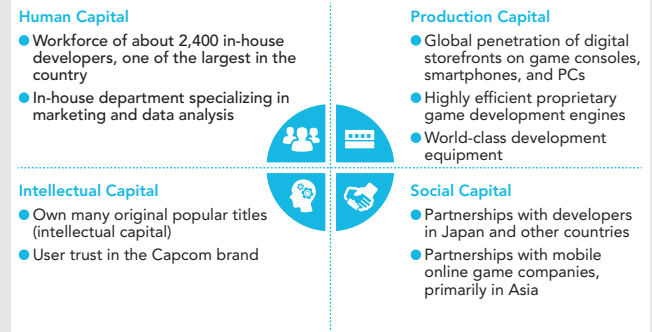 Human Capital
● Workforce of about 2,400 in-house
developers, one of the largest in the
country
● In-house department specializing in
marketing and data analysis
Production Capital
● Global penetration of digital
storefronts on game consoles,
smartphones, and PCs
● Highly efficient proprietary
game development engines
● World-class development
equipment
Intellectual Capital
● Own many original popular titles
(intellectual capital)
● User trust in the Capcom brand
Social Capital
● Partnerships with developers
in Japan and other countries
● Partnerships with mobile
online game companies,
primarily in Asia